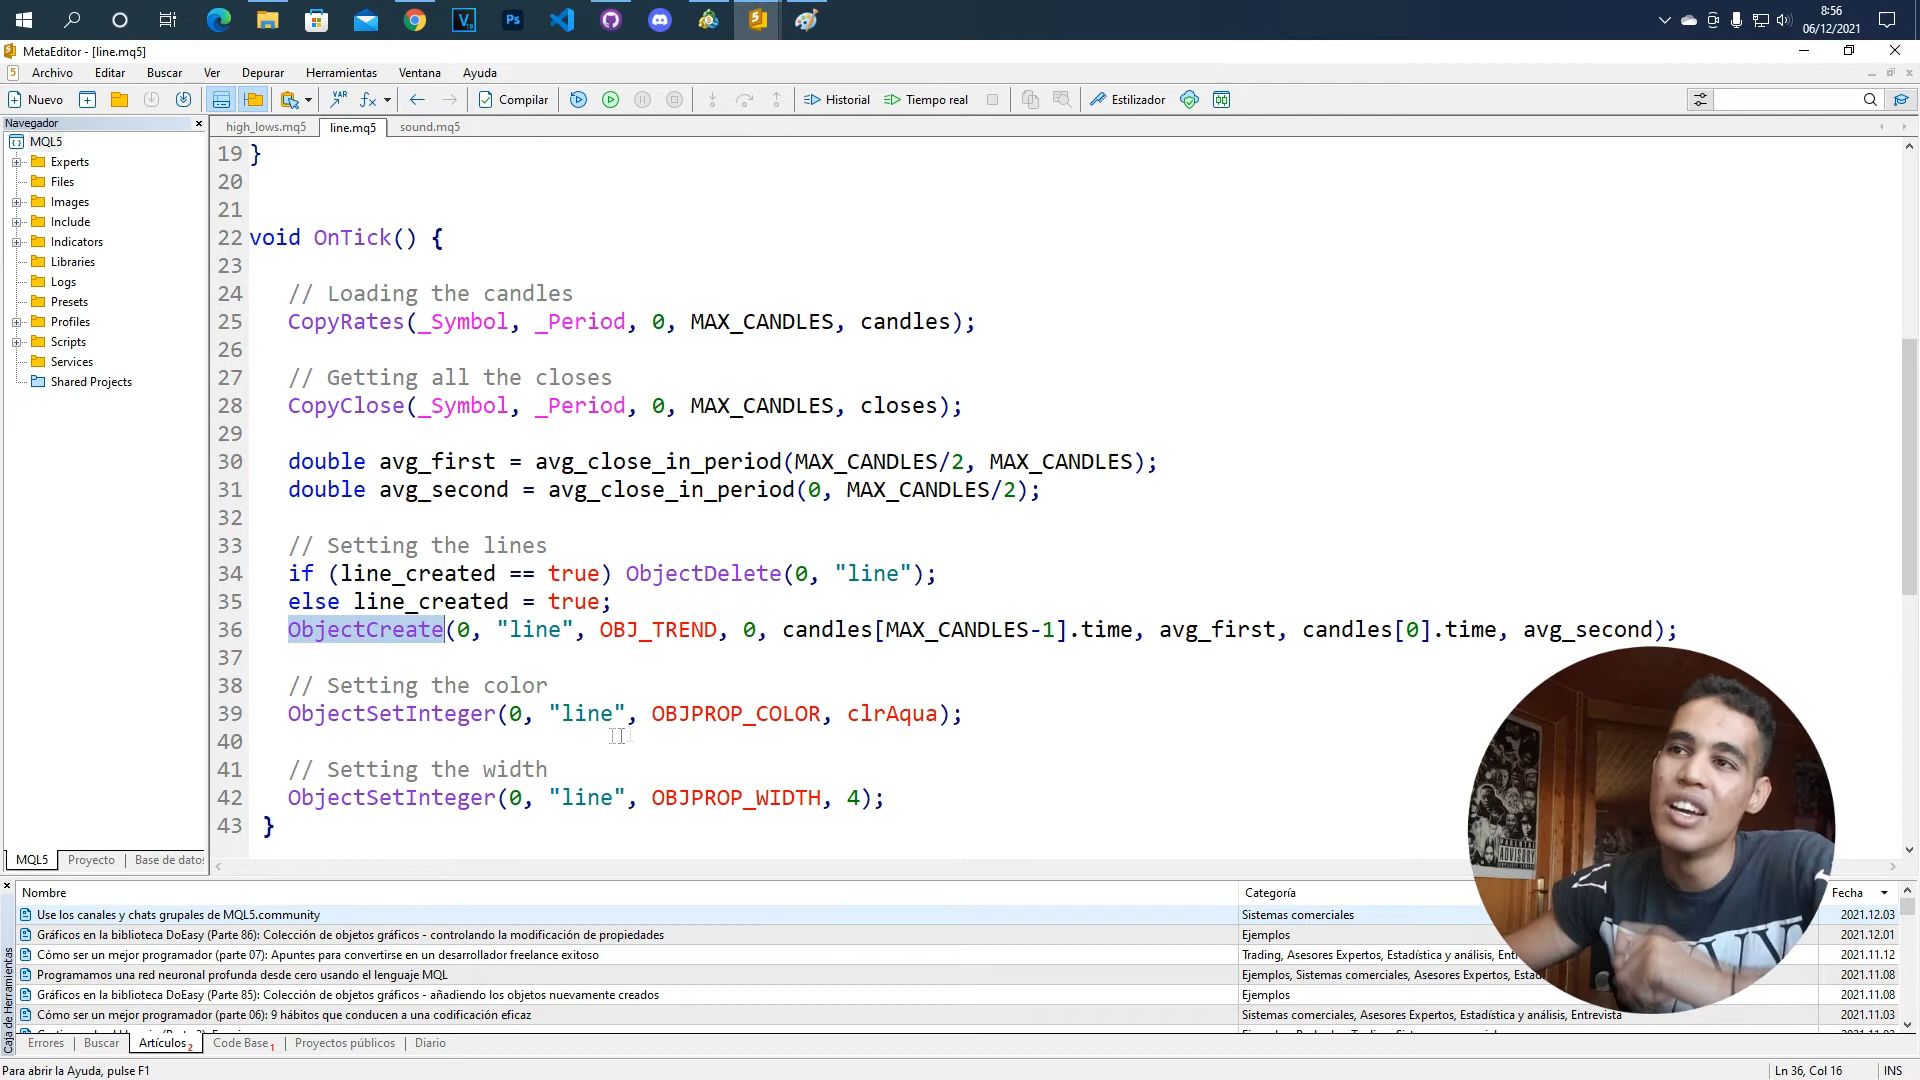 8:56
06/12/2021
MetaEditor - [line.mq5]
Archivo Editar Buscar Ver Depurar Herramientas Ventana Ayuda
Nuevo VAR Compilar Historial Tiempo real Estilizador
Navegador
high_lows.mq5 line.mq5 sound.mq5
MQL5
Experts
Files
Images
Include
Indicators
Libraries
Logs
Presets
Profiles
Scripts
Services
Shared Projects
MQL5 Proyecto Base de datos
19 }
20
21
22 void OnTick() {
23
24 // Loading the candles
25 CopyRates(_Symbol, _Period, 0, MAX_CANDLES, candles);
26
27 // Getting all the closes
28 CopyClose(_Symbol, _Period, 0, MAX_CANDLES, closes);
29
30 double avg_first = avg_close_in_period(MAX_CANDLES/2, MAX_CANDLES);
31 double avg_second = avg_close_in_period(0, MAX_CANDLES/2);
32
33 // Setting the lines
34 if (line_created == true) ObjectDelete(0, "line");
35 else line_created = true;
36 ObjectCreate(0, "line", OBJ_TREND, 0, candles[MAX_CANDLES-1].time, avg_first, candles[0].time, avg_second);
37
38 // Setting the color
39 ObjectSetInteger(0, "line", OBJPROP_COLOR, clrAqua);
40
41 // Setting the width
42 ObjectSetInteger(0, "line", OBJPROP_WIDTH, 4);
43 }
Nombre Categoría Fecha
Use los canales y chats grupales de MQL5.community Sistemas comerciales 2021.12.03
Gráficos en la biblioteca DoEasy (Parte 86): Colección de objetos gráficos - controlando la modificación de propiedades Ejemplos 2021.12.01
Cómo ser un mejor programador (parte 07): Apuntes para convertirse en un desarrollador freelance exitoso Trading, Asesores Expertos, Estadística y análisis, 2021.11.12
Programamos una red neuronal profunda desde cero usando el lenguaje MQL Ejemplos, Sistemas comerciales, Asesores Expertos, 2021.11.08
Gráficos en la biblioteca DoEasy (Parte 85): Colección de objetos gráficos - añadiendo los objetos nuevamente creados Ejemplos 2021.11.08
Cómo ser un mejor programador (parte 06): 9 hábitos que conducen a una codificación eficaz Sistemas comerciales, Asesores Expertos, Estadística y análisis, Entrevista 2021.11.03
Caja de Herramientas
Errores Buscar Artículos 2 Code Base 1 Proyectos públicos Diario
Para abrir la Ayuda, pulse F1 Ln 36, Col 16 INS
PARENTAL
ADVISORY